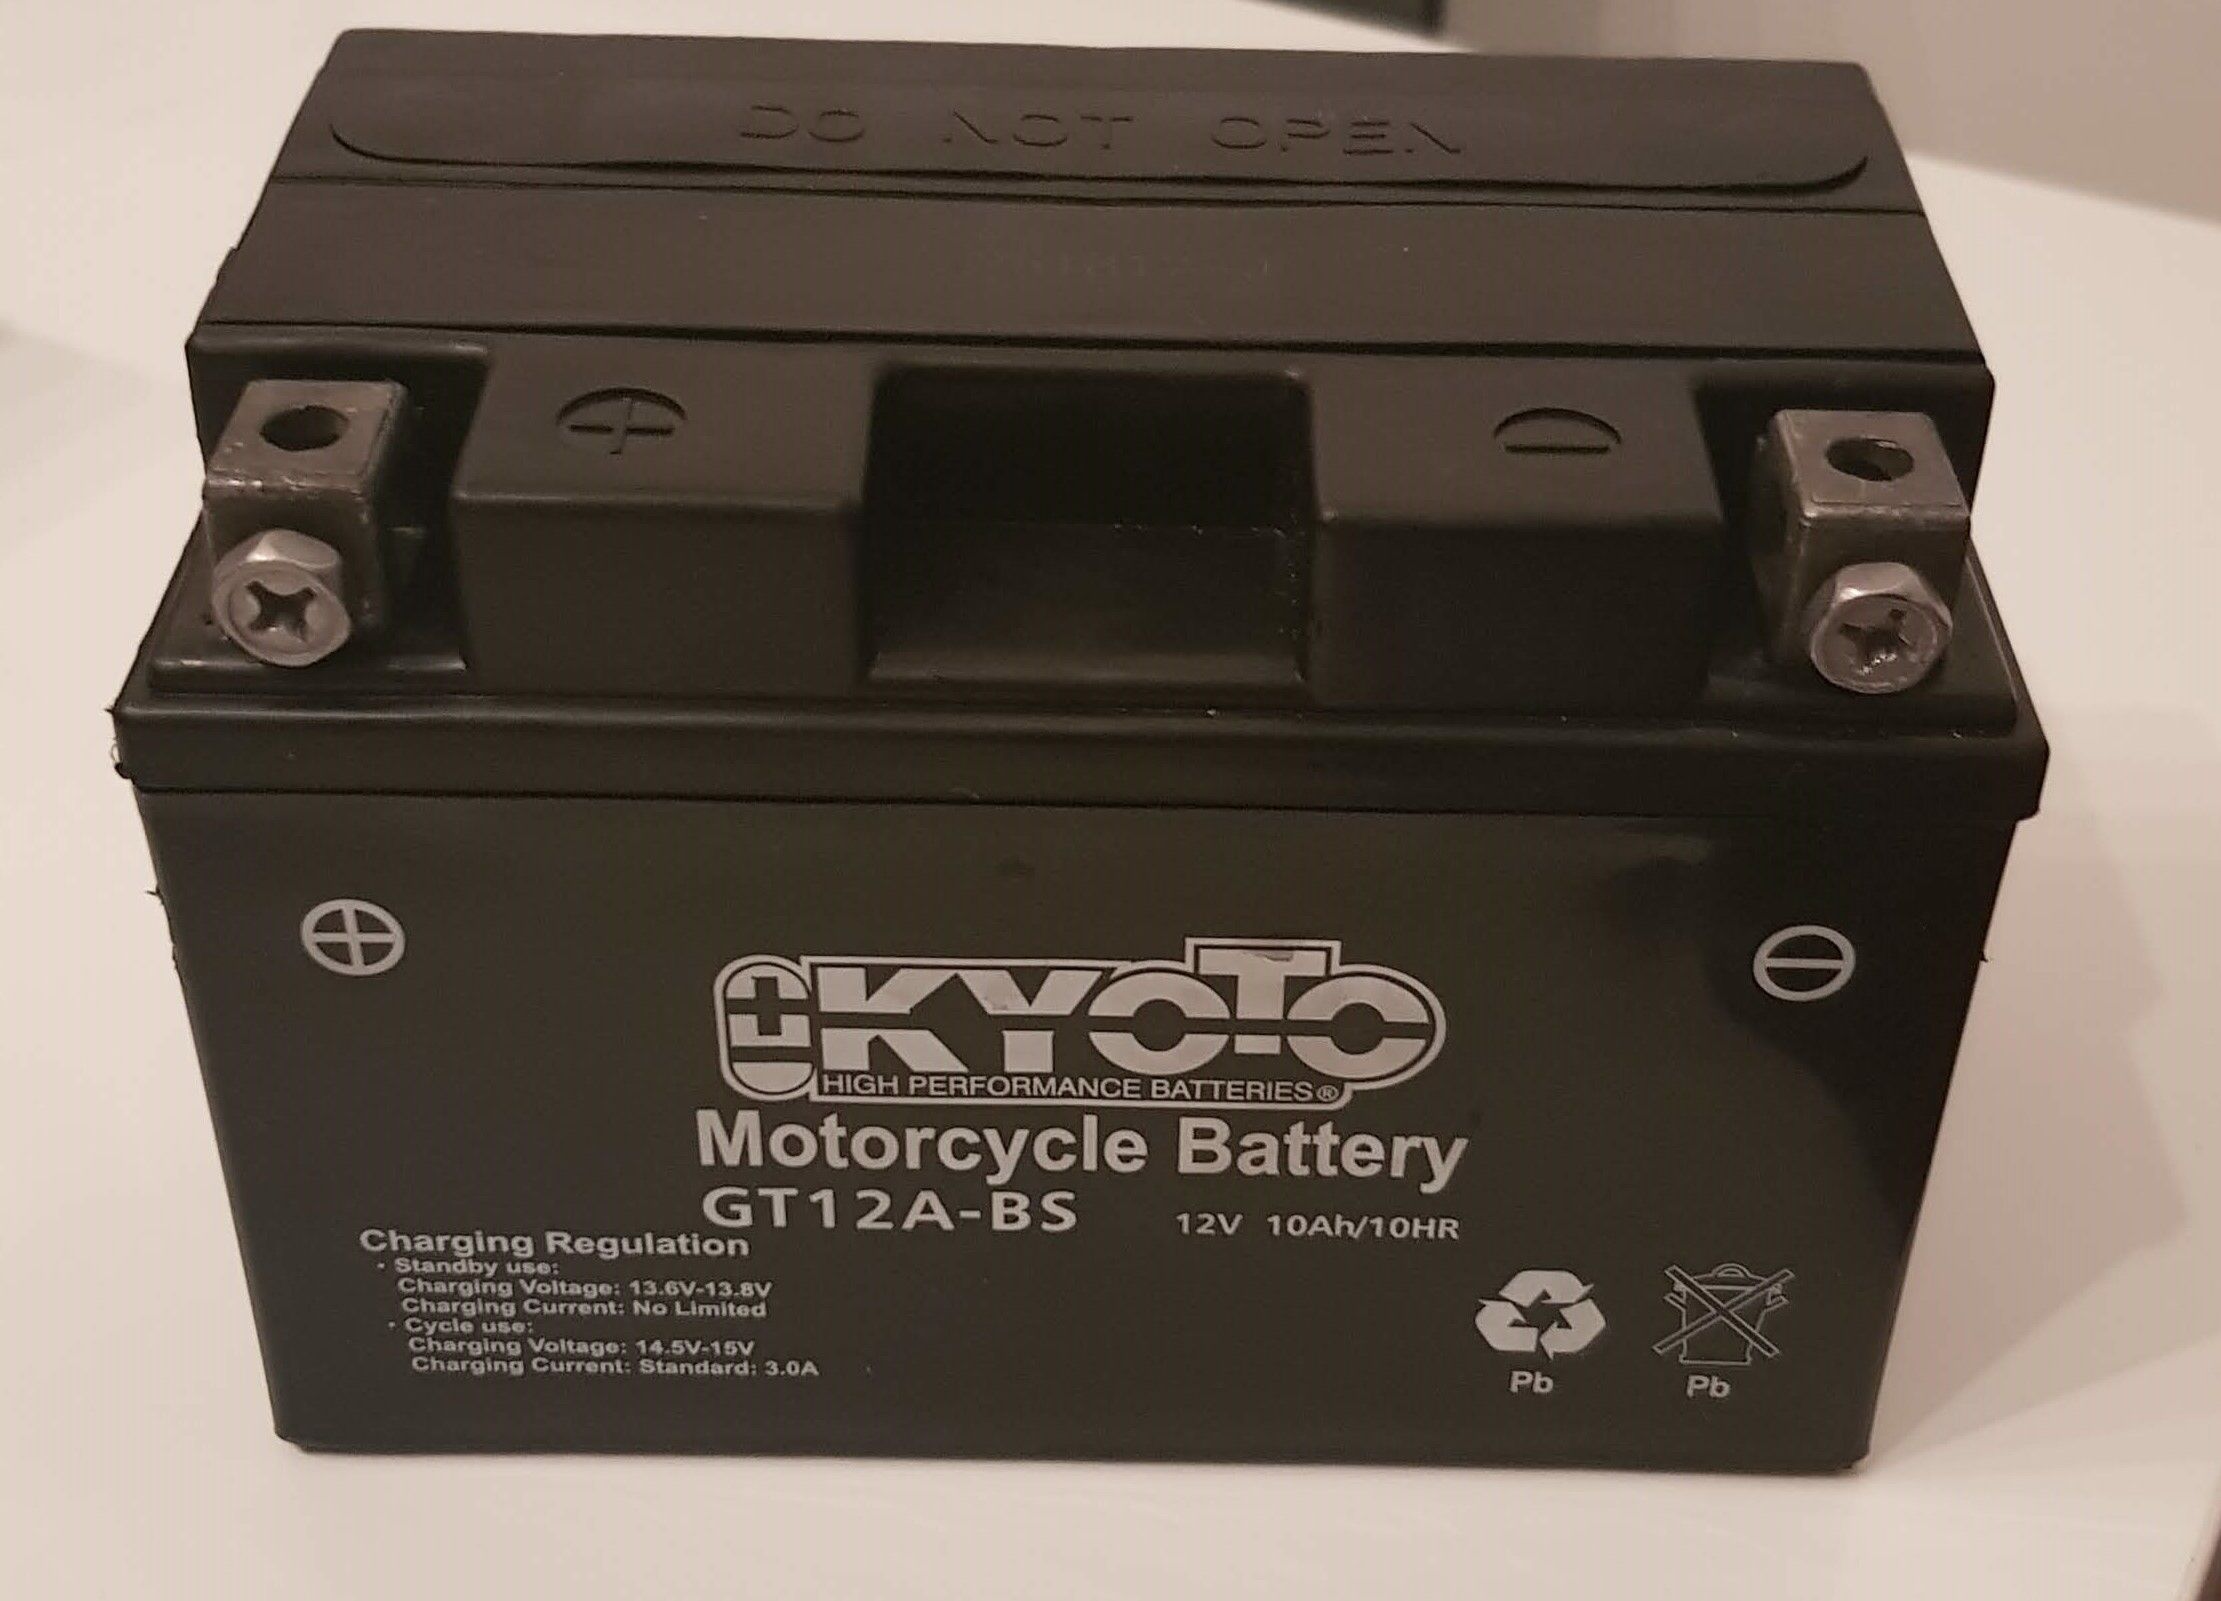 DO NOT OPEN
KYOTO
HIGH PERFORMANCE BATTERIES®
Motorcycle Battery
GT12A-BS 12V 10Ah/10HR
Charging Regulation
· Standby use:
Charging Voltage: 13.6V-13.8V
Charging Current: No Limited
· Cycle use:
Charging Voltage: 14.5V-15V
Charging Current: Standard: 3.0A
Pb Pb